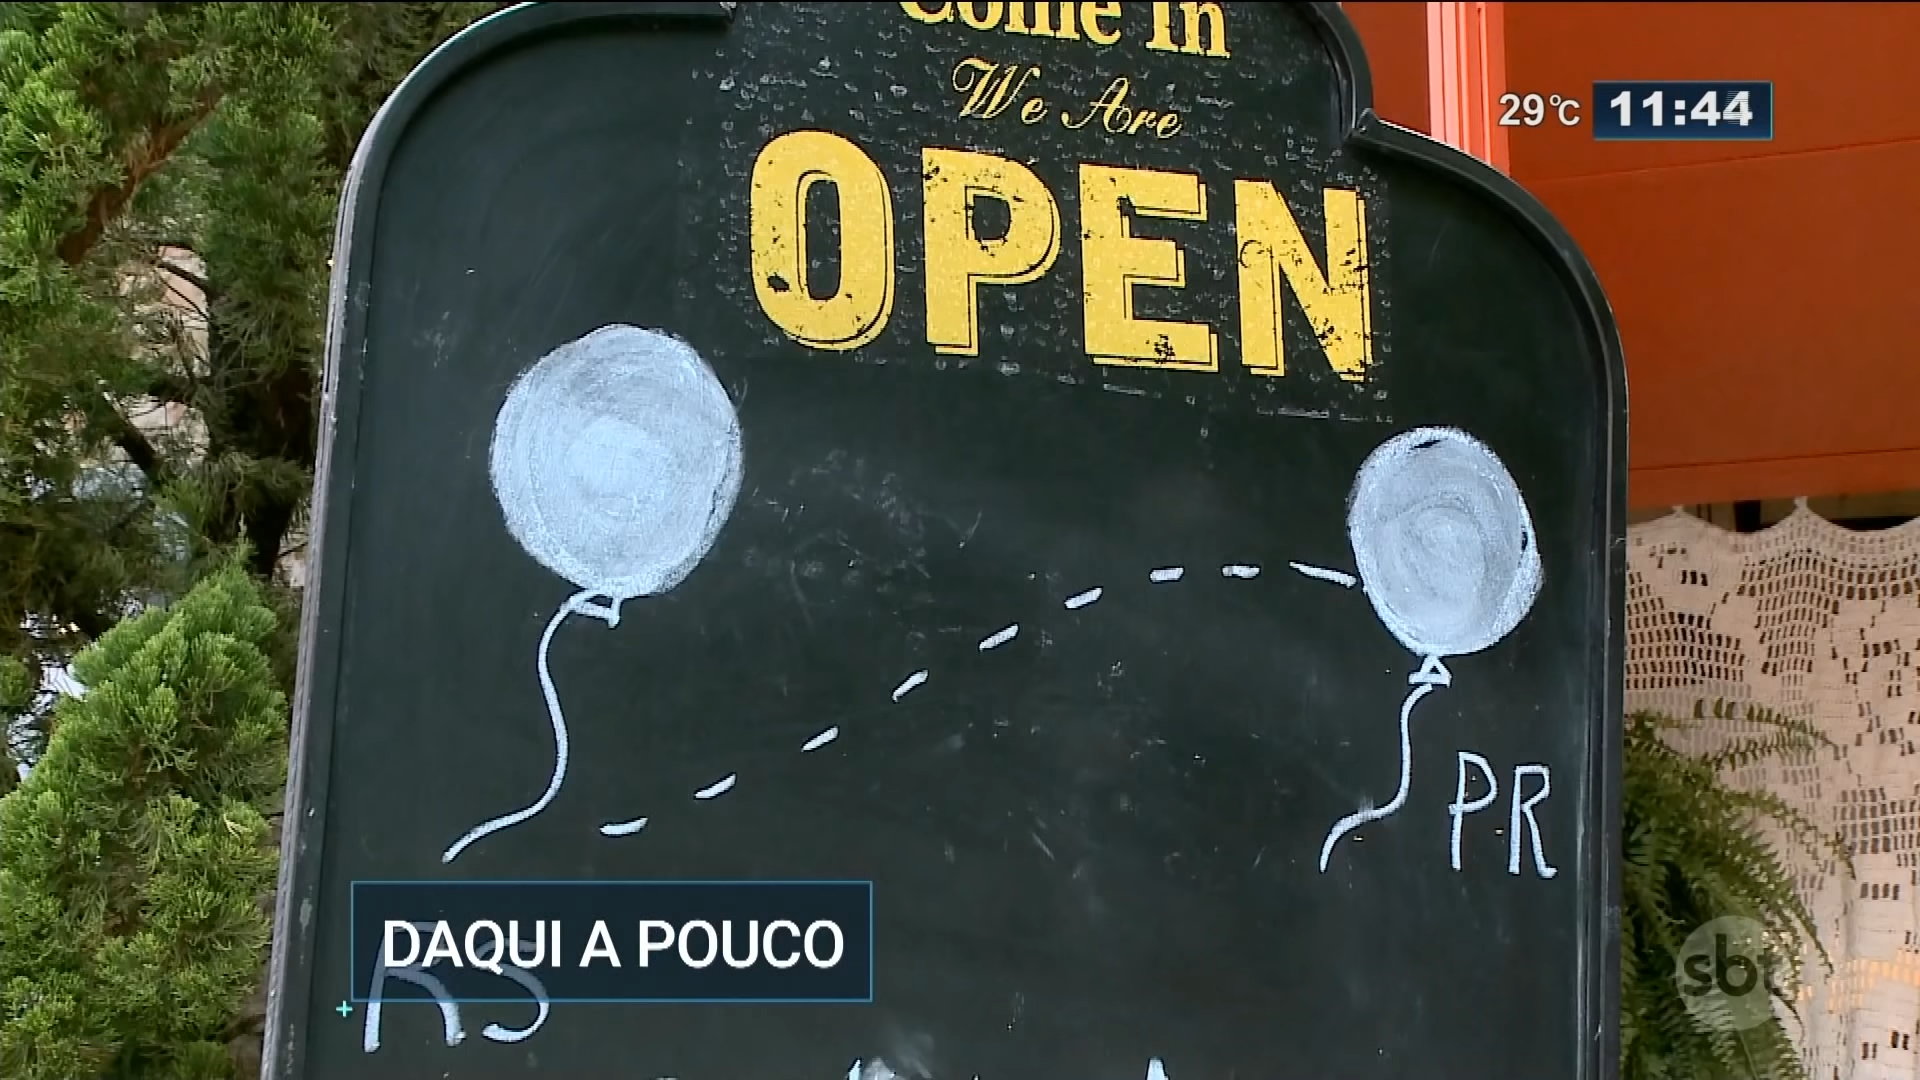 Come In
We Are
OPEN
29°C 11:44
PR
DAQUI A POUCO
RS
sbt